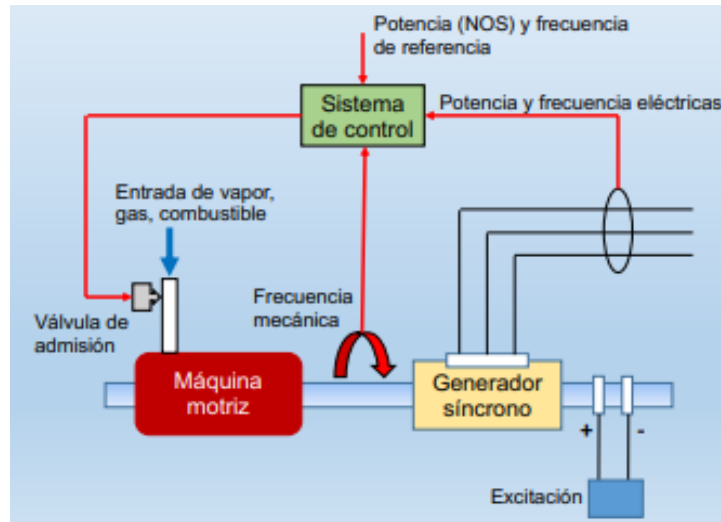 Potencia (NOS) y frecuencia
de referencia
Sistema
de control
Potencia y frecuencia eléctricas
Entrada de vapor,
gas, combustible
Frecuencia
mecánica
Válvula de
admisión
Máquina
motriz
Generador
síncrono
+ -
Excitación